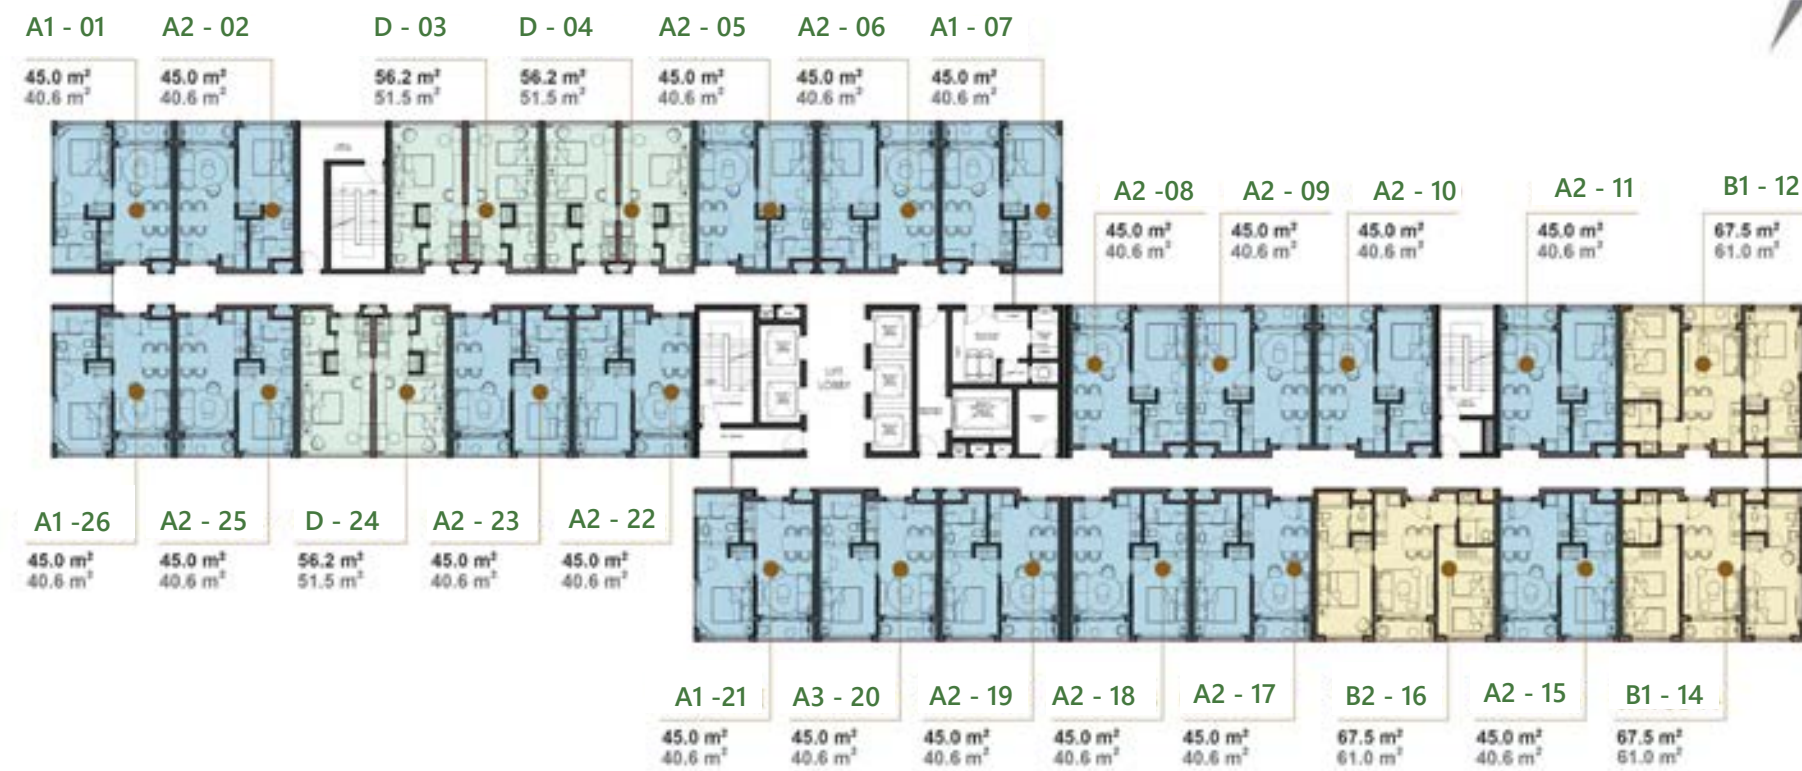 A1 - 01
A2 - 02
D - 03
D - 04
A2 - 05
A2 - 06
A1 - 07
45.0 m²
40.6 m²
45.0 m²
40.6 m²
56.2 m²
51.5 m²
56.2 m²
51.5 m²
45.0 m²
40.6 m²
45.0 m²
40.6 m²
45.0 m²
40.6 m²
A2 -08
A2 - 09
A2 - 10
A2 - 11
B1 - 12
45.0 m²
40.6 m²
45.0 m²
40.6 m²
45.0 m²
40.6 m²
45.0 m²
40.6 m²
67.5 m²
61.0 m²
LIFT
LOBBY
A1 -26
A2 - 25
D - 24
A2 - 23
A2 - 22
45.0 m²
40.6 m²
45.0 m²
40.6 m²
56.2 m²
51.5 m²
45.0 m²
40.6 m²
45.0 m²
40.6 m²
A1 -21
A3 - 20
A2 - 19
A2 - 18
A2 - 17
B2 - 16
A2 - 15
B1 - 14
45.0 m²
40.6 m²
45.0 m²
40.6 m²
45.0 m²
40.6 m²
45.0 m²
40.6 m²
45.0 m²
40.6 m²
67.5 m²
61.0 m²
45.0 m²
40.6 m²
67.5 m²
61.0 m²